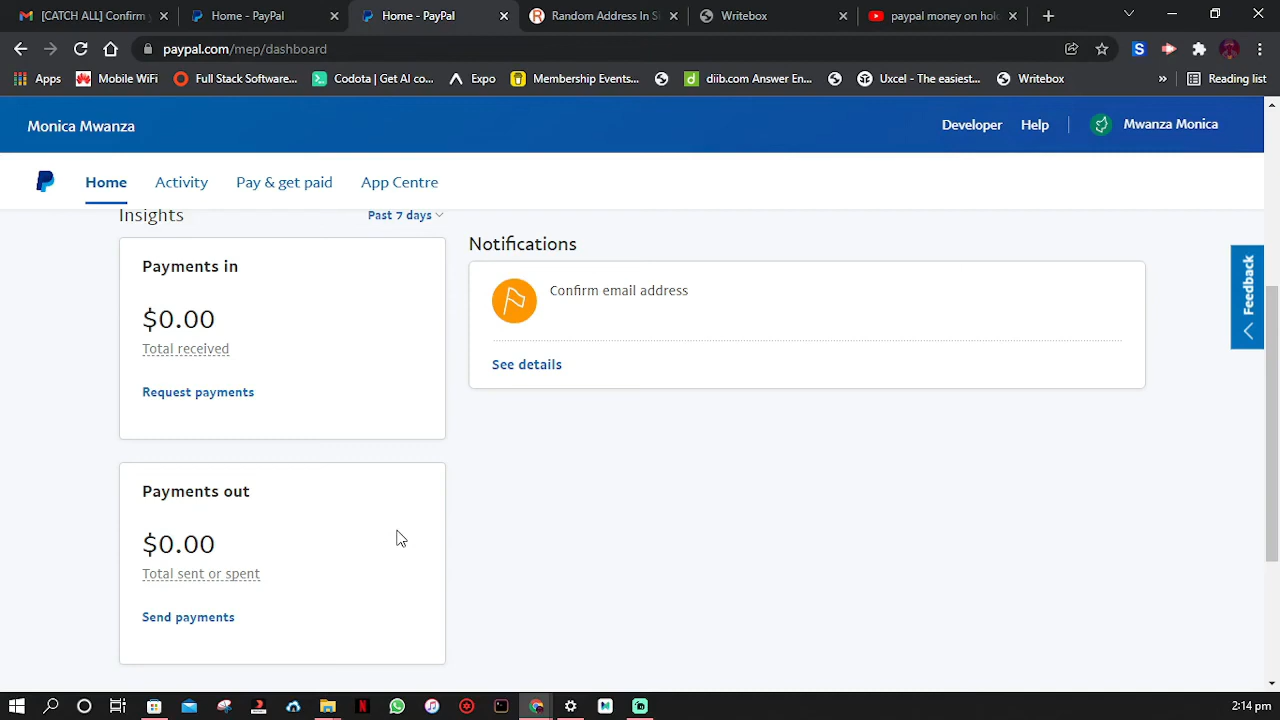 [CATCH ALL] Confirm y
Home - PayPal
Home - PayPal
Random Address In Si
Writebox
paypal money on hold
paypal.com/mep/dashboard
Apps
Mobile WiFi
Full Stack Software...
Codota | Get AI co...
Expo
Membership Events...
diib.com Answer En...
Uxcel - The easiest...
Writebox
»
Reading list
Monica Mwanza
Developer
Help
Mwanza Monica
Home
Activity
Pay & get paid
App Centre
Insights
Past 7 days
Notifications
Payments in
$0.00
Total received
Request payments
Confirm email address
See details
Feedback
Payments out
$0.00
Total sent or spent
Send payments
2:14 pm